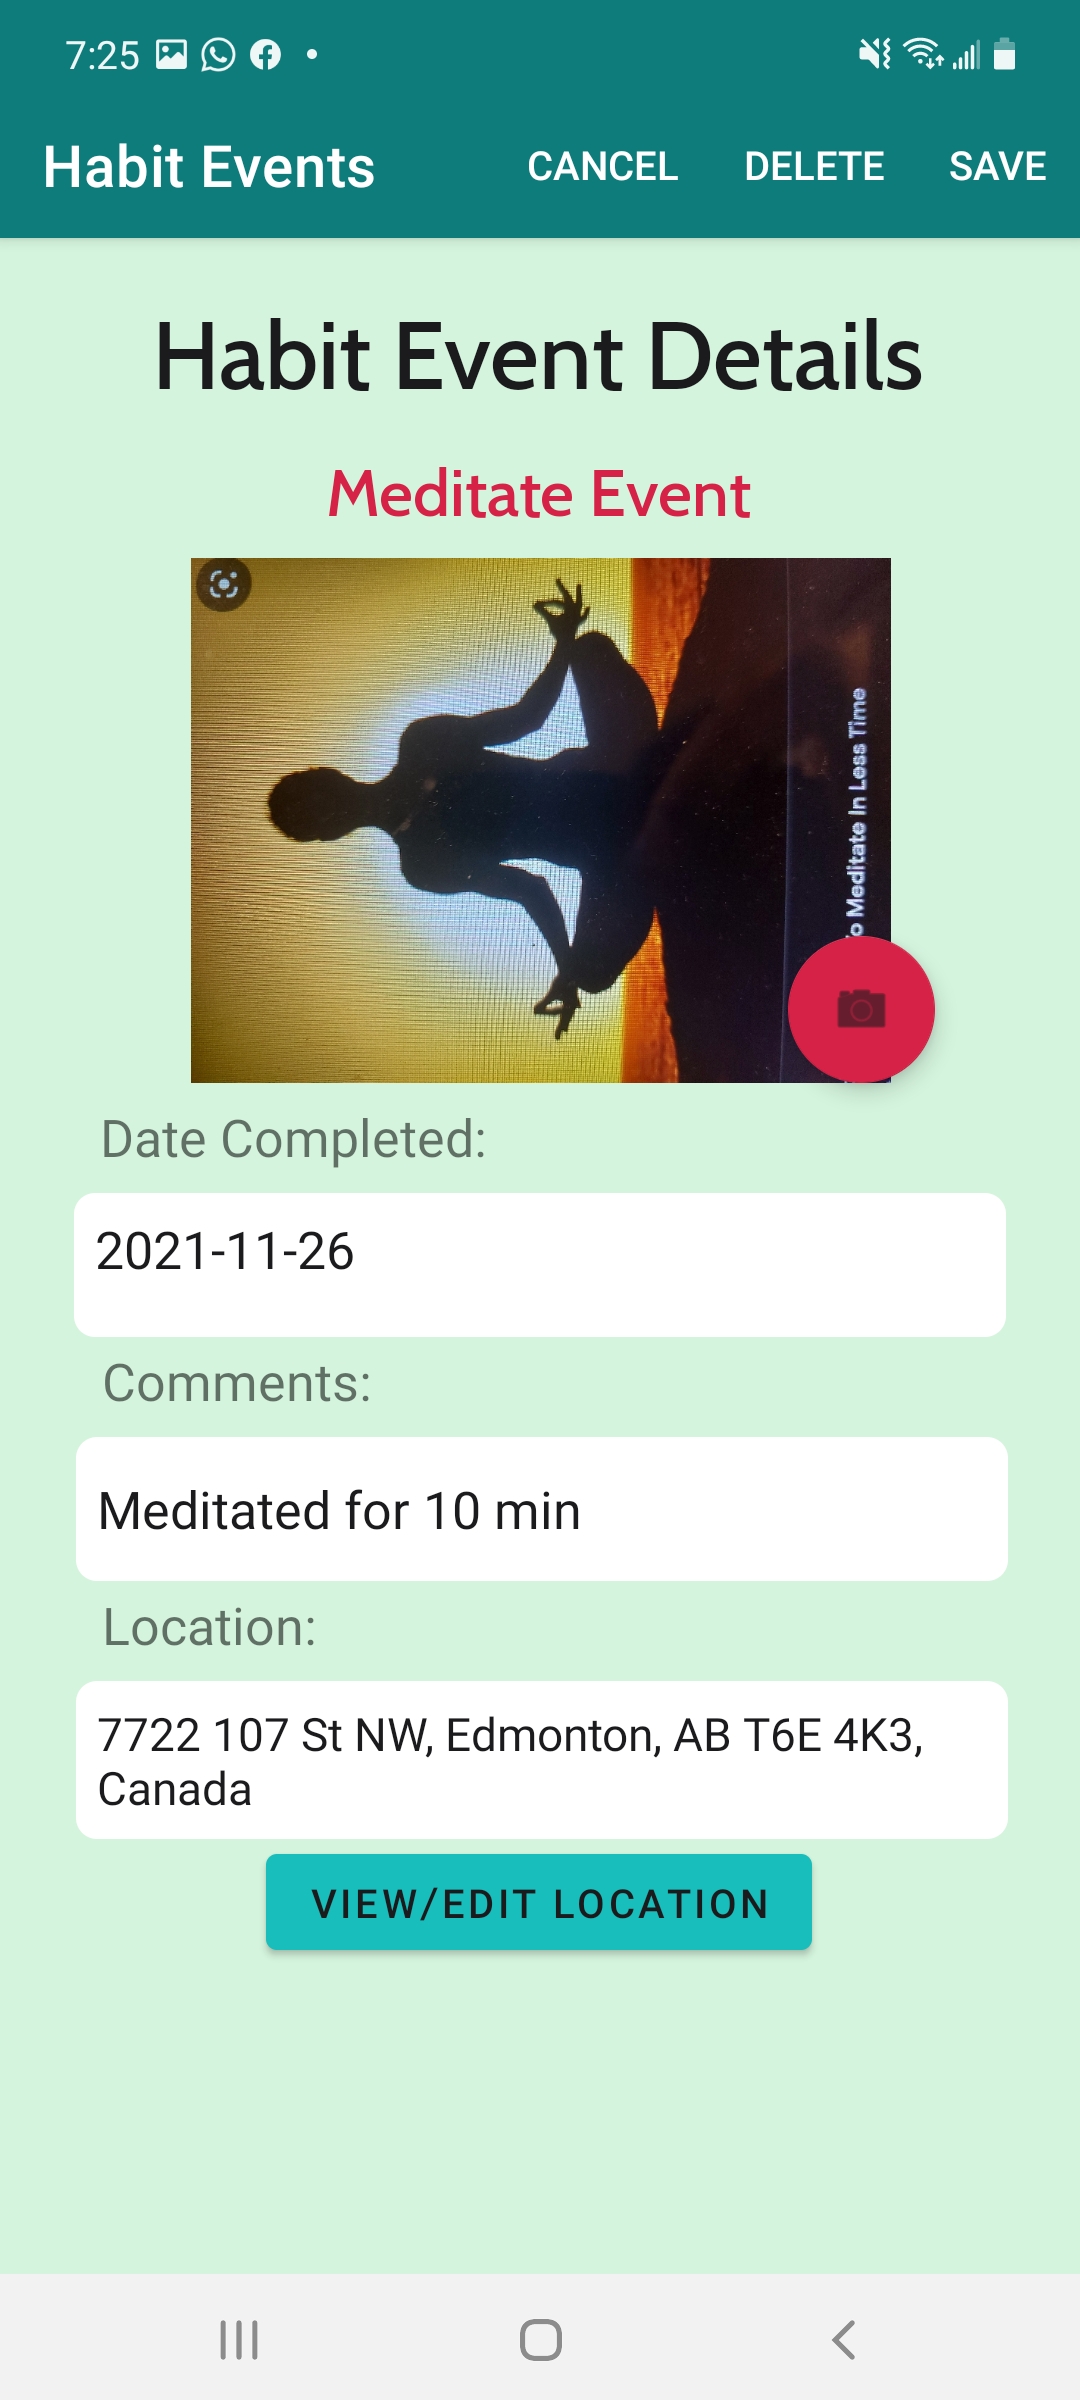 7:25
Habit Events CANCEL DELETE SAVE
Habit Event Details
Meditate Event
Meditate In Less Time
Date Completed:
2021-11-26
Comments:
Meditated for 10 min
Location:
7722 107 St NW, Edmonton, AB T6E 4K3,
Canada
VIEW/EDIT LOCATION